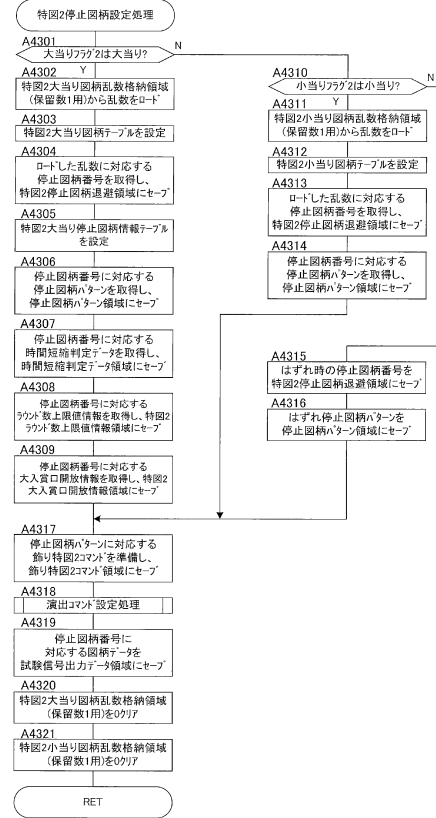 特図2停止図柄設定処理
A4301
大当りフラグ2は大当り?
N
Y
A4302
特図2大当り図柄乱数格納領域
(保留数1用)から乱数をロード
A4303
特図2大当り図柄テーブルを設定
A4304
ロードした乱数に対応する
停止図柄番号を取得し、
特図2停止図柄退避領域にセーブ
A4305
特図2大当り停止図柄情報テーブル
を設定
A4306
停止図柄番号に対応する
停止図柄パターンを取得し、
停止図柄パターン領域にセーブ
A4307
停止図柄番号に対応する
時間短縮判定データを取得し、
時間短縮判定データ領域にセーブ
A4308
停止図柄番号に対応する
ラウンド数上限値情報を取得し、特図2
ラウンド数上限値情報領域にセーブ
A4309
停止図柄番号に対応する
大入賞口開放情報を取得し、特図2
大入賞口開放情報領域にセーブ
A4310
小当りフラグ2は小当り?
N
Y
A4311
特図2小当り図柄乱数格納領域
(保留数1用)から乱数をロード
A4312
特図2小当り図柄テーブルを設定
A4313
ロードした乱数に対応する
停止図柄番号を取得し、
特図2停止図柄退避領域にセーブ
A4314
停止図柄番号に対応する
停止図柄パターンを取得し、
停止図柄パターン領域にセーブ
A4315
はずれ時の停止図柄番号を
特図2停止図柄退避領域にセーブ
A4316
はずれ停止図柄パターンを
停止図柄パターン領域にセーブ
A4317
停止図柄パターンに対応する
飾り特図2コマンドを準備し、
飾り特図2コマンド領域にセーブ
A4318
演出コマンド設定処理
A4319
停止図柄番号に
対応する図柄データを
試験信号出力データ領域にセーブ
A4320
特図2大当り図柄乱数格納領域
(保留数1用)を0クリア
A4321
特図2小当り図柄乱数格納領域
(保留数1用)を0クリア
RET